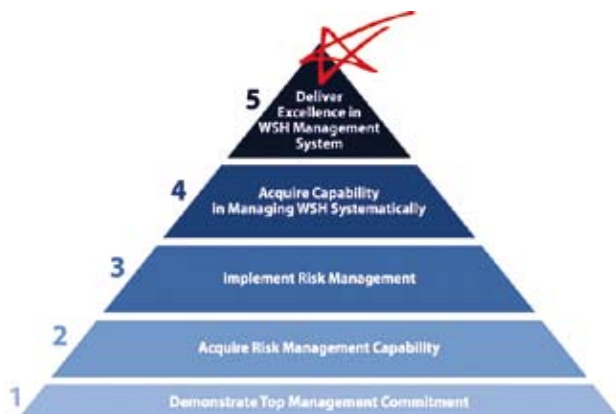 5
Deliver
Excellence in
WSH Management
System
4
Acquire Capability
in Managing WSH Systematically
3
Implement Risk Management
2
Acquire Risk Management Capability
1
Demonstrate Top Management Commitment